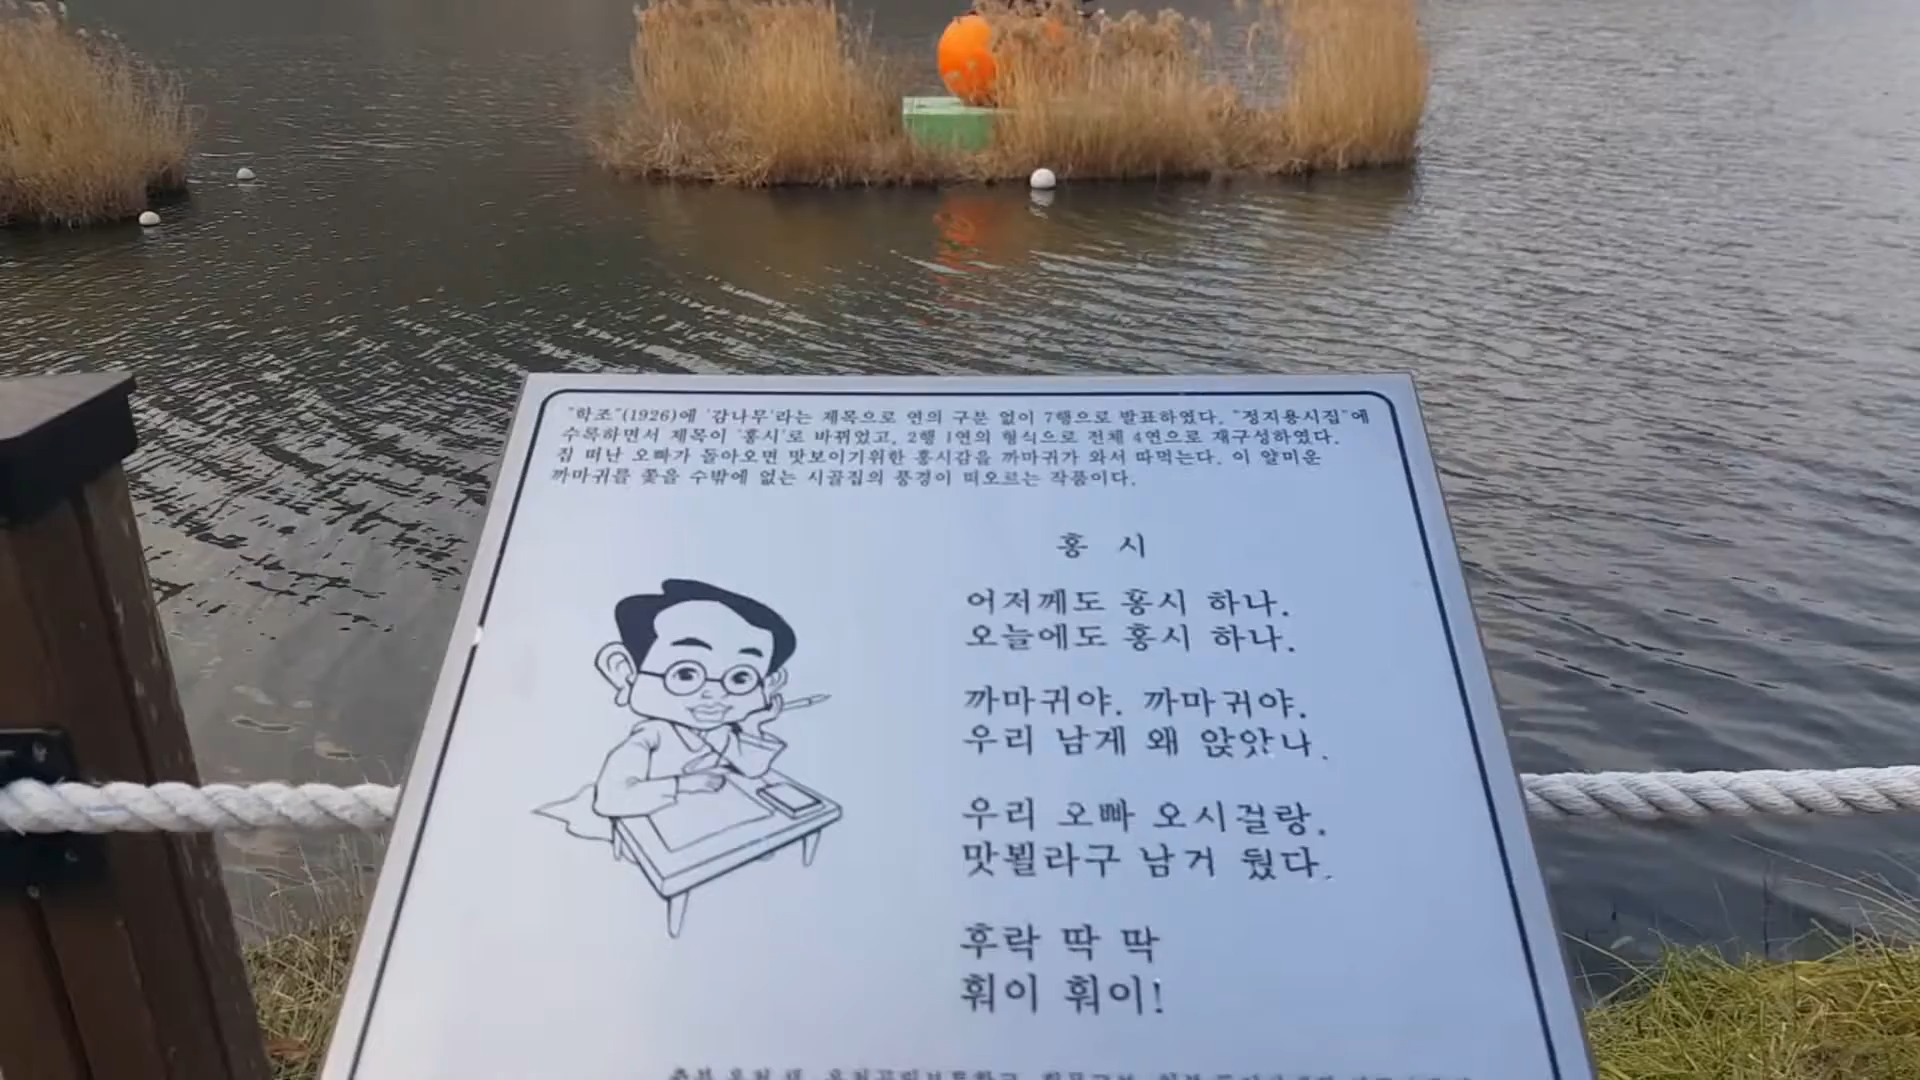 "학조"(1926)에 '감나무'라는 제목으로 연의 구분 없이 7행으로 발표하였다. "정지용시집"에
수록하면서 제목이 '홍시'로 바뀌었고, 2행 1연의 형식으로 전체 4연으로 재구성하였다.
집 떠난 오빠가 돌아오면 맛보이기위한 홍시감을 까마귀가 와서 따먹는다. 이 얄미운
까마귀를 쫓을 수밖에 없는 시골집의 풍경이 떠오르는 작품이다.
홍 시
어저께도 홍시 하나.
오늘에도 홍시 하나.
까마귀야. 까마귀야.
우리 남게 왜 앉았나.
우리 오빠 오시걸랑.
맛뵐라구 남겨 뒀다.
후락 딱 딱
훠이 훠이!